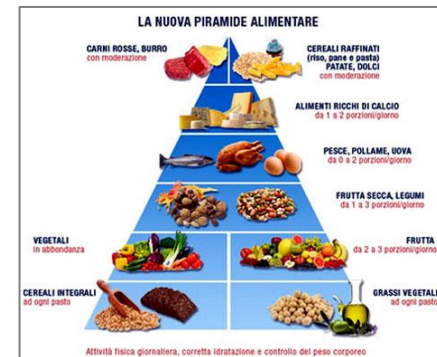 LA NUOVA PIRAMIDE ALIMENTARE
CARNI ROSSE, BURRO
con moderazione
CEREALI RAFFINATI
(riso, pane e pasta)
PATATE, DOLCI
con moderazione
ALIMENTI RICCHI DI CALCIO
da 1 a 2 porzioni/giorno
PESCE, POLLAME, UOVA
da 0 a 2 porzioni/giorno
FRUTTA SECCA, LEGUMI
da 1 a 3 porzioni/giorno
VEGETALI
in abbondanza
FRUTTA
da 2 a 3 porzioni/giorno
CEREALI INTEGRALI
ad ogni pasto
GRASSI VEGETALI
ad ogni pasto
Attività fisica giornaliera, corretta idratazione e controllo del peso corporeo